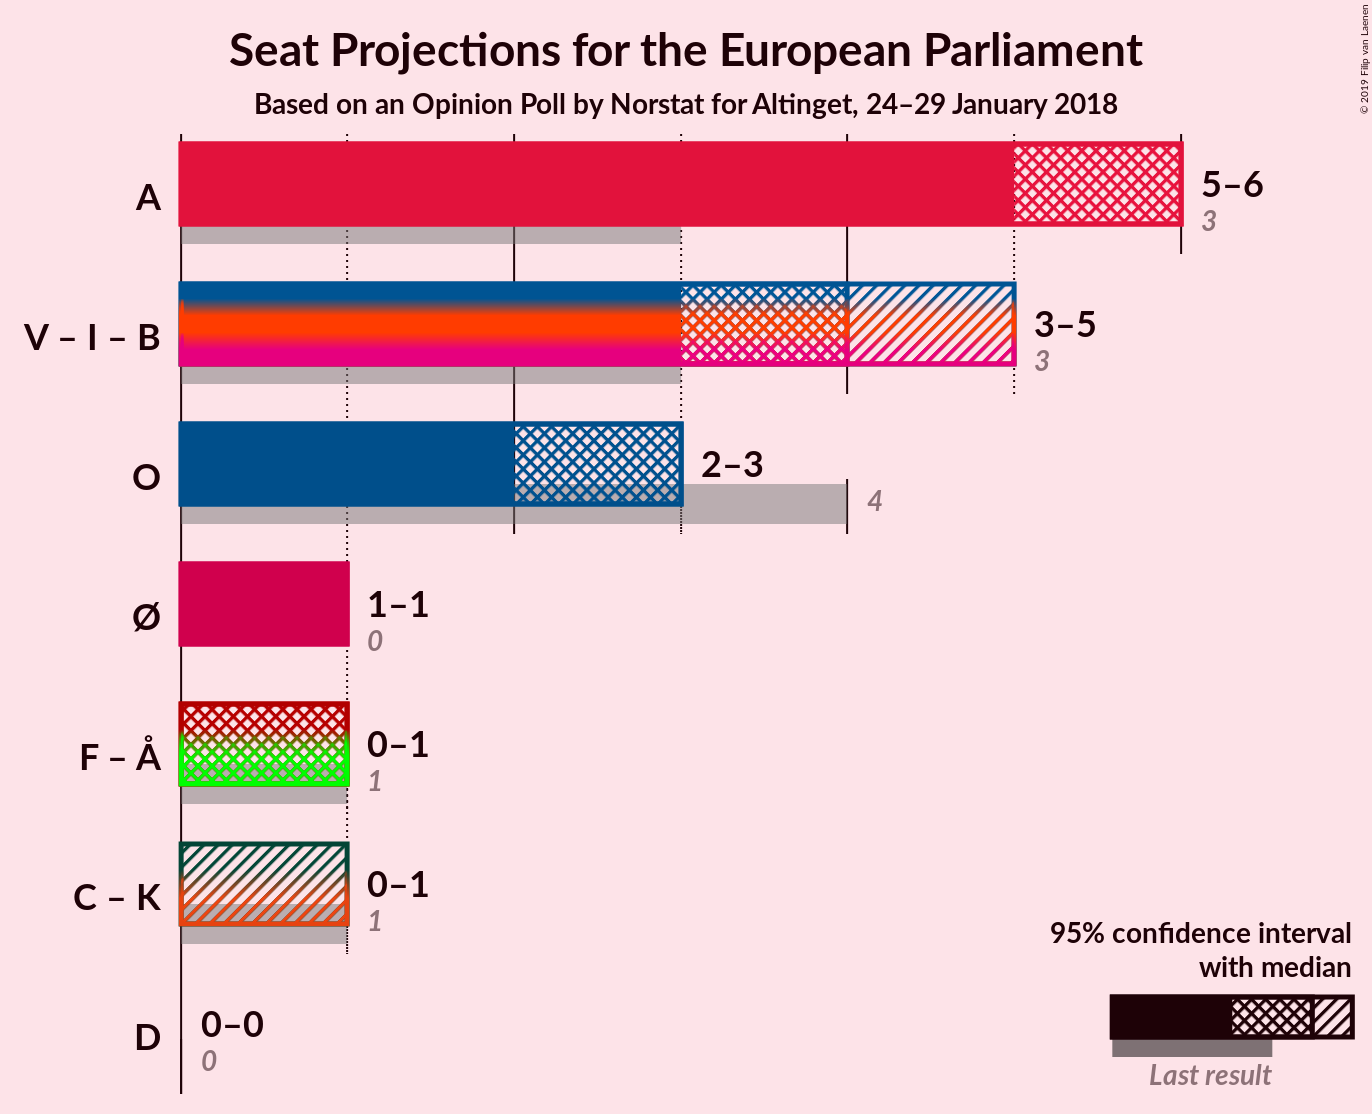 Seat Projections for the European Parliament
Based on an Opinion Poll by Norstat for Altinget, 24–29 January 2018
© 2019 Filip van Laenen
A
5–6
3
V – I – B
3–5
3
O
2–3
4
Ø
1–1
0
F – Å
0–1
1
C – K
0–1
1
D
0–0
0
95% confidence interval
with median
Last result